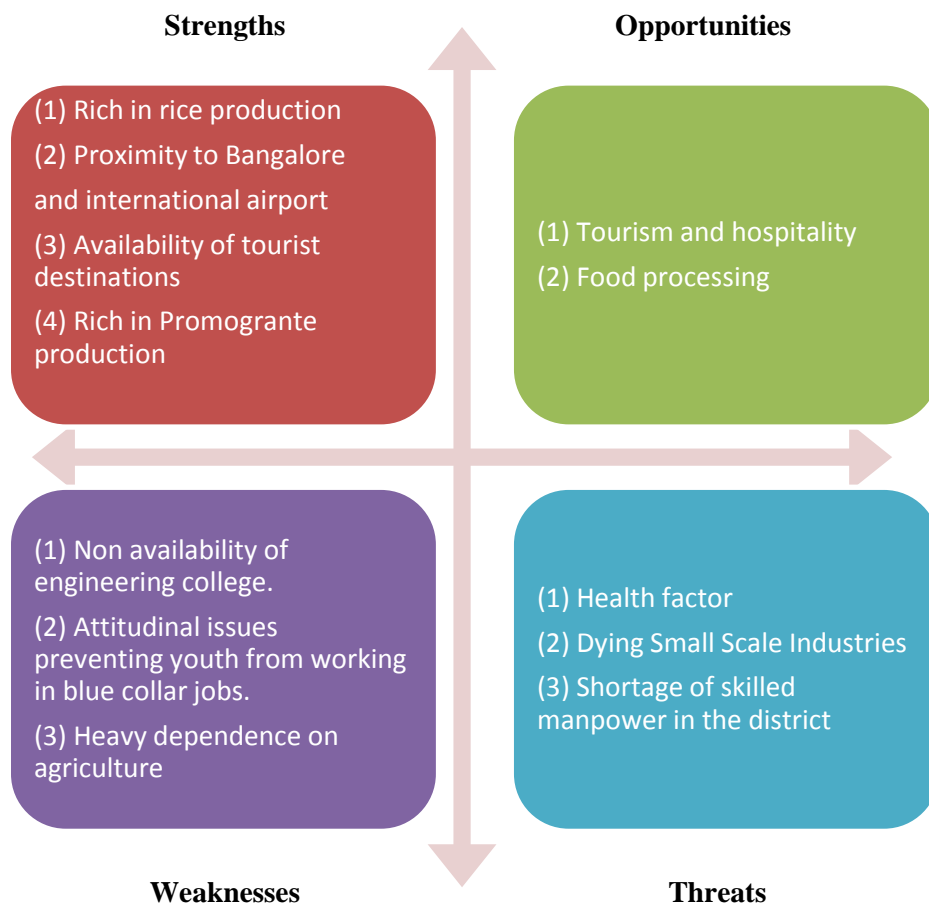 Strengths
(1) Rich in rice production
(2) Proximity to Bangalore
and international airport
(3) Availability of tourist
destinations
(4) Rich in Promogrante
production
Opportunities
(1) Tourism and hospitality
(2) Food processing
(1) Non availability of
engineering college.
(2) Attitudinal issues
preventing youth from working
in blue collar jobs.
(3) Heavy dependence on
agriculture
Weaknesses
(1) Health factor
(2) Dying Small Scale Industries
(3) Shortage of skilled
manpower in the district
Threats